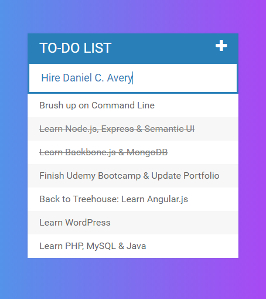 TO-DO LIST
Hire Daniel C. Avery
Brush up on Command Line
Learn Node.js, Express & Semantic UI
Learn Backbone.js & MongoDB
Finish Udemy Bootcamp & Update Portfolio
Back to Treehouse: Learn Angular.js
Learn WordPress
Learn PHP, MySQL & Java